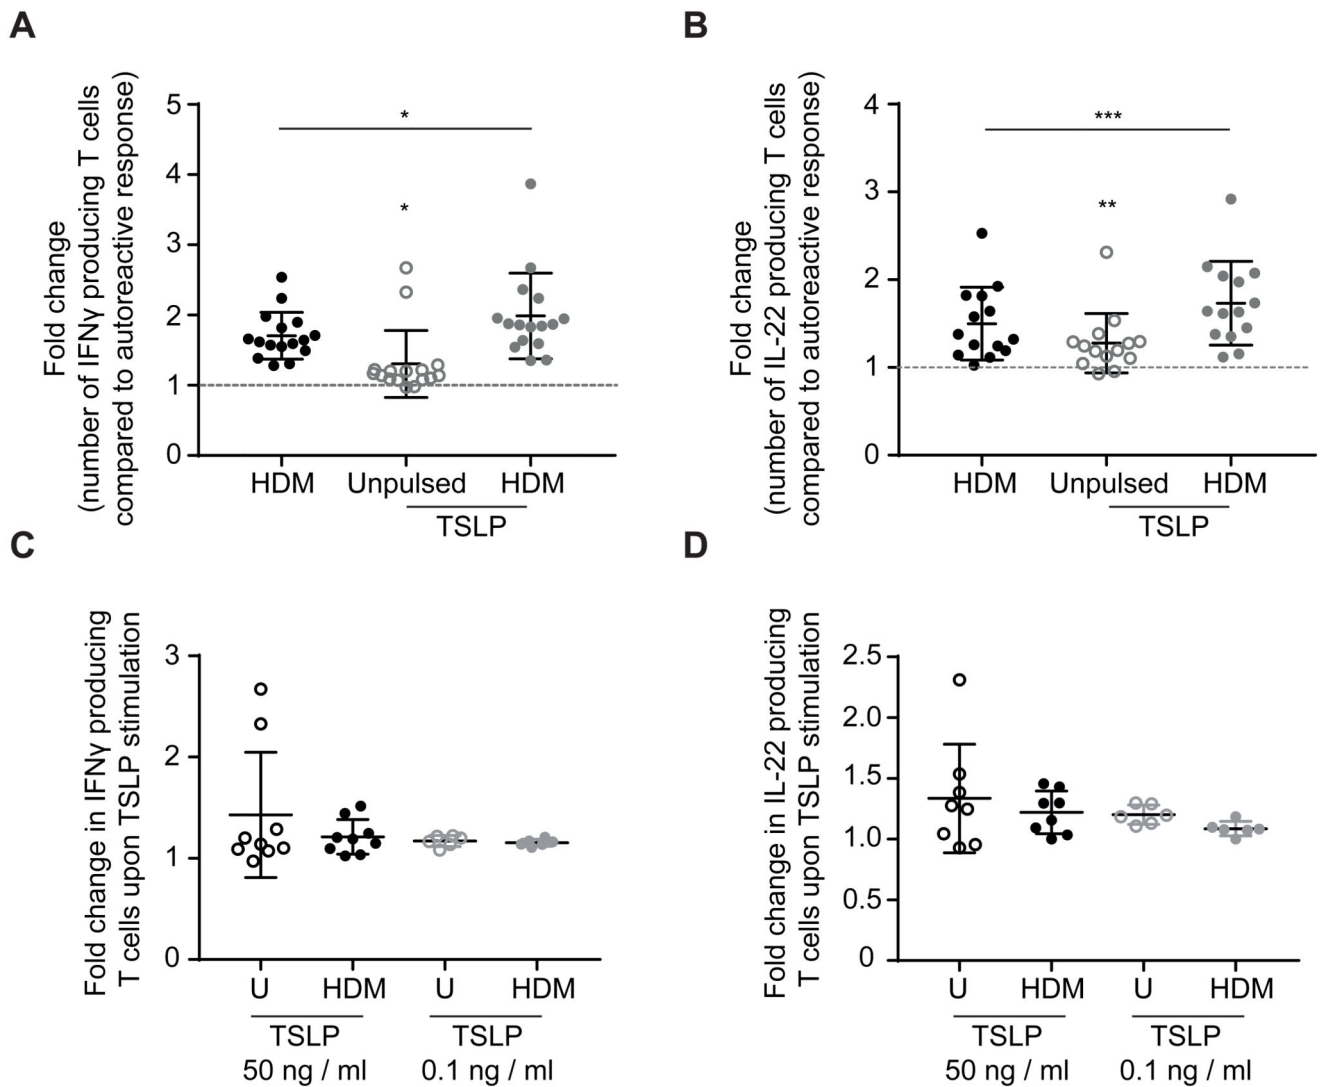 A
Fold change
(number of IFNγ producing T cells
compared to autoreactive response)
5
4
3
2
1
0
*
*
HDM
Unpulsed
HDM
TSLP
B
Fold change
(number of IL-22 producing T cells
compared to autoreactive response)
4
3
2
1
0
***
**
HDM
Unpulsed
HDM
TSLP
C
Fold change in IFNγ producing
T cells upon TSLP stimulation
3
2
1
0
U
HDM
U
HDM
TSLP
50 ng / ml
TSLP
0.1 ng / ml
D
Fold change in IL-22 producing
T cells upon TSLP stimulation
2.5
2.0
1.5
1.0
0.5
0
U
HDM
U
HDM
TSLP
50 ng / ml
TSLP
0.1 ng / ml